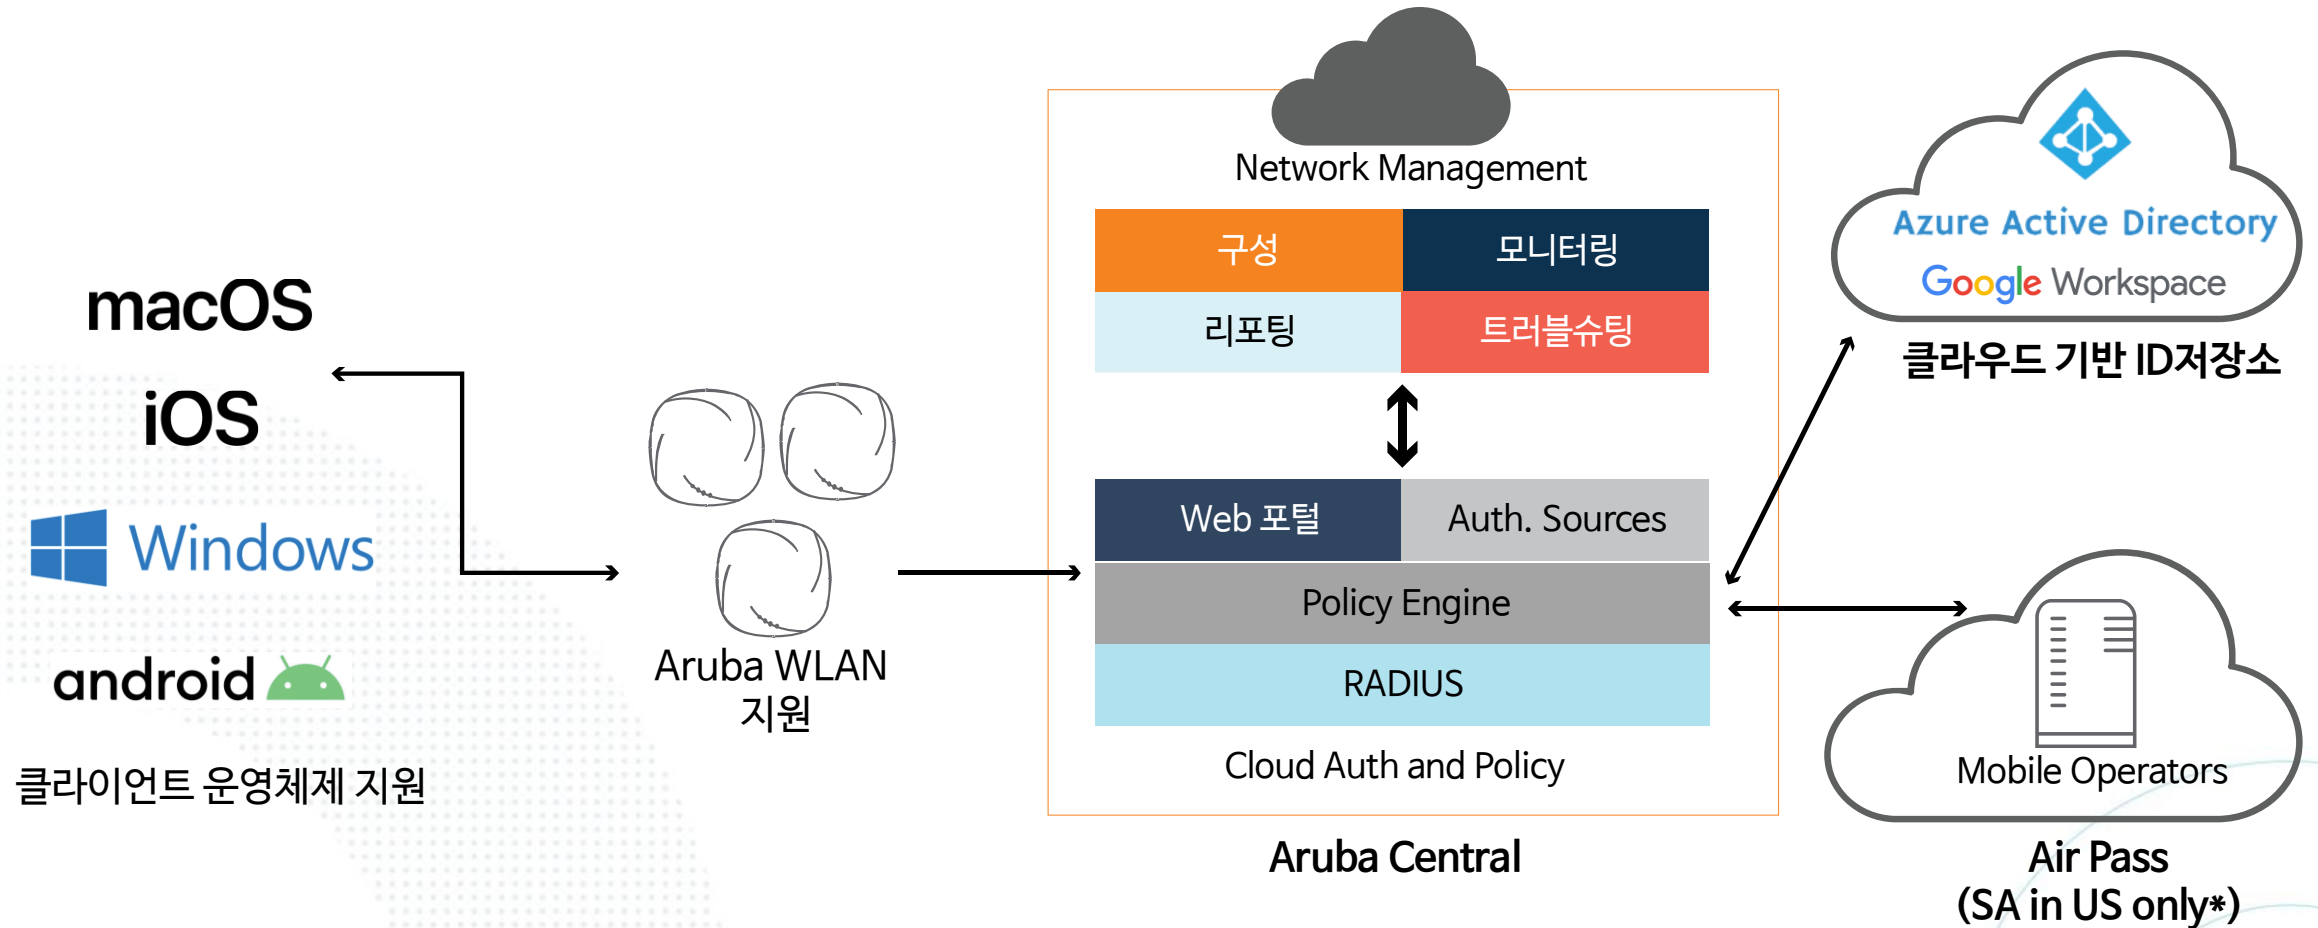 macOS
iOS
Windows
android
클라이언트 운영체제 지원
Aruba WLAN
지원
Network Management
구성
모니터링
리포팅
트러블슈팅
Web 포털
Auth. Sources
Policy Engine
RADIUS
Cloud Auth and Policy
Aruba Central
Azure Active Directory
Google Workspace
클라우드 기반 ID저장소
Mobile Operators
Air Pass
(SA in US only*)